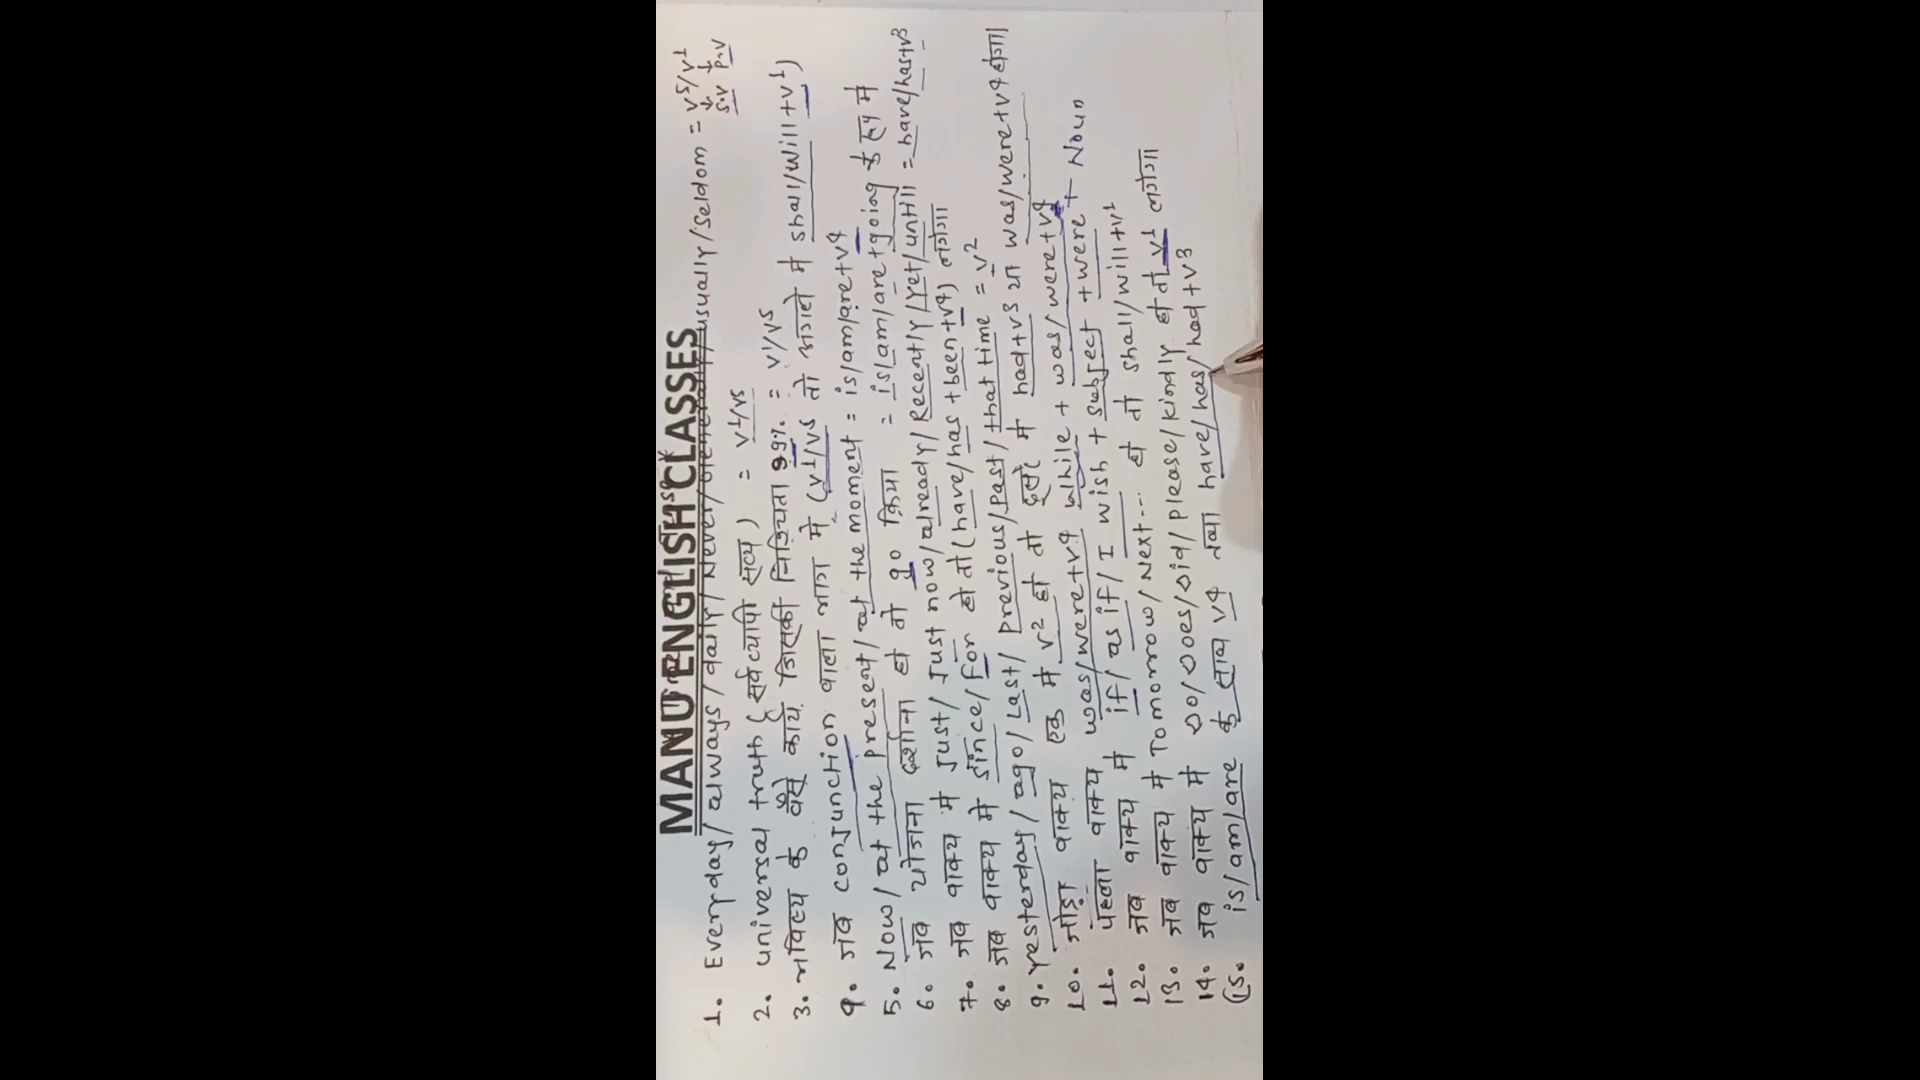 MANU ENGLISH CLASSES
1. Everyday/always/daily/Never/Generally/usually/seldom = V5/V1
S.V P.V
2. universal truth (सर्वव्यापी सत्य) = V1/V5
3. भविष्य के वैसे कार्य जिसकी निश्चियता 99% = V1/V5
4. जब conjunction वाला भाग मे (V1/V5 तो अगले मे shall/will+V1)
5. Now/at the present/at the moment = is/am/are+V4
6. जब योजना दर्शाना हो तो go क्रिया = is/am/are+going के रूप मे
7. जब वाक्य मे Just/Just now/already/Recently/Yet/untill = have/has+V3
8. जब वाक्य मे since/for हो तो (have/has+been+V4) लगेगा
9. Yesterday/ago/Last/Previous/Past/that time = V2
10. जोड़ा वाक्य एक मे V2 हो तो दूसरे मे had+V3 या was/were+V4 होगा
11. पहला वाक्य was/were+V4 while + was/were+V4
12. जब वाक्य मे if/as if/I wish + subject + were + Noun
13. जब वाक्य मे Tomorrow/Next... हो तो shall/will+V1
14. जब वाक्य मे do/does/did/please/kindly हो तो V1 लगेगा
15. is/am/are के साथ V4 तथा have/has/had+V3